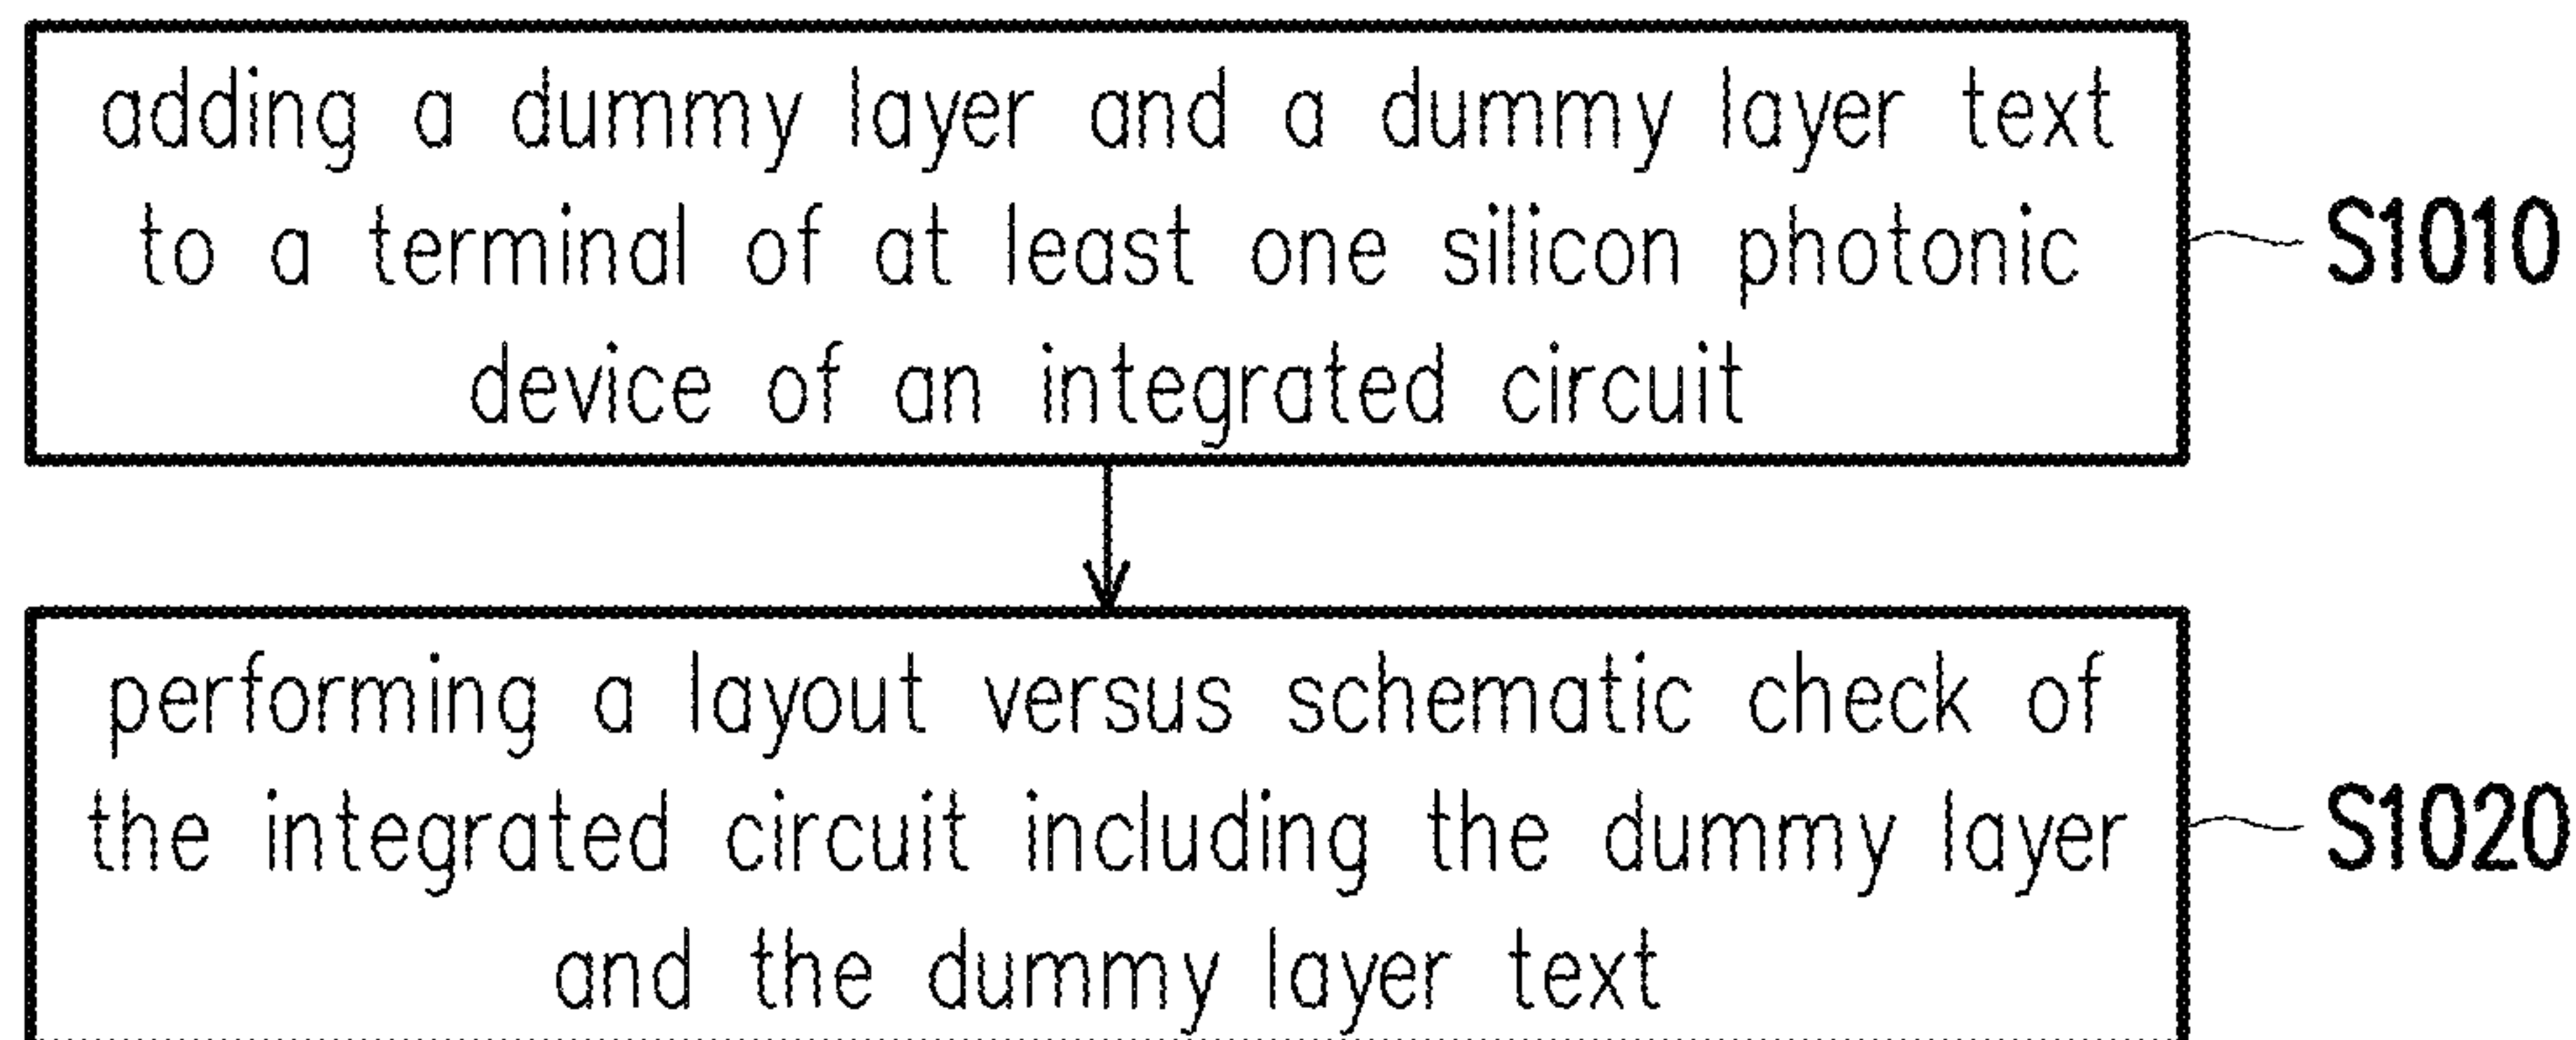 adding a dummy layer and a dummy layer text
to a terminal of at least one silicon photonic
device of an integrated circuit
S1010
performing a layout versus schematic check of
the integrated circuit including the dummy layer
and the dummy layer text
S1020